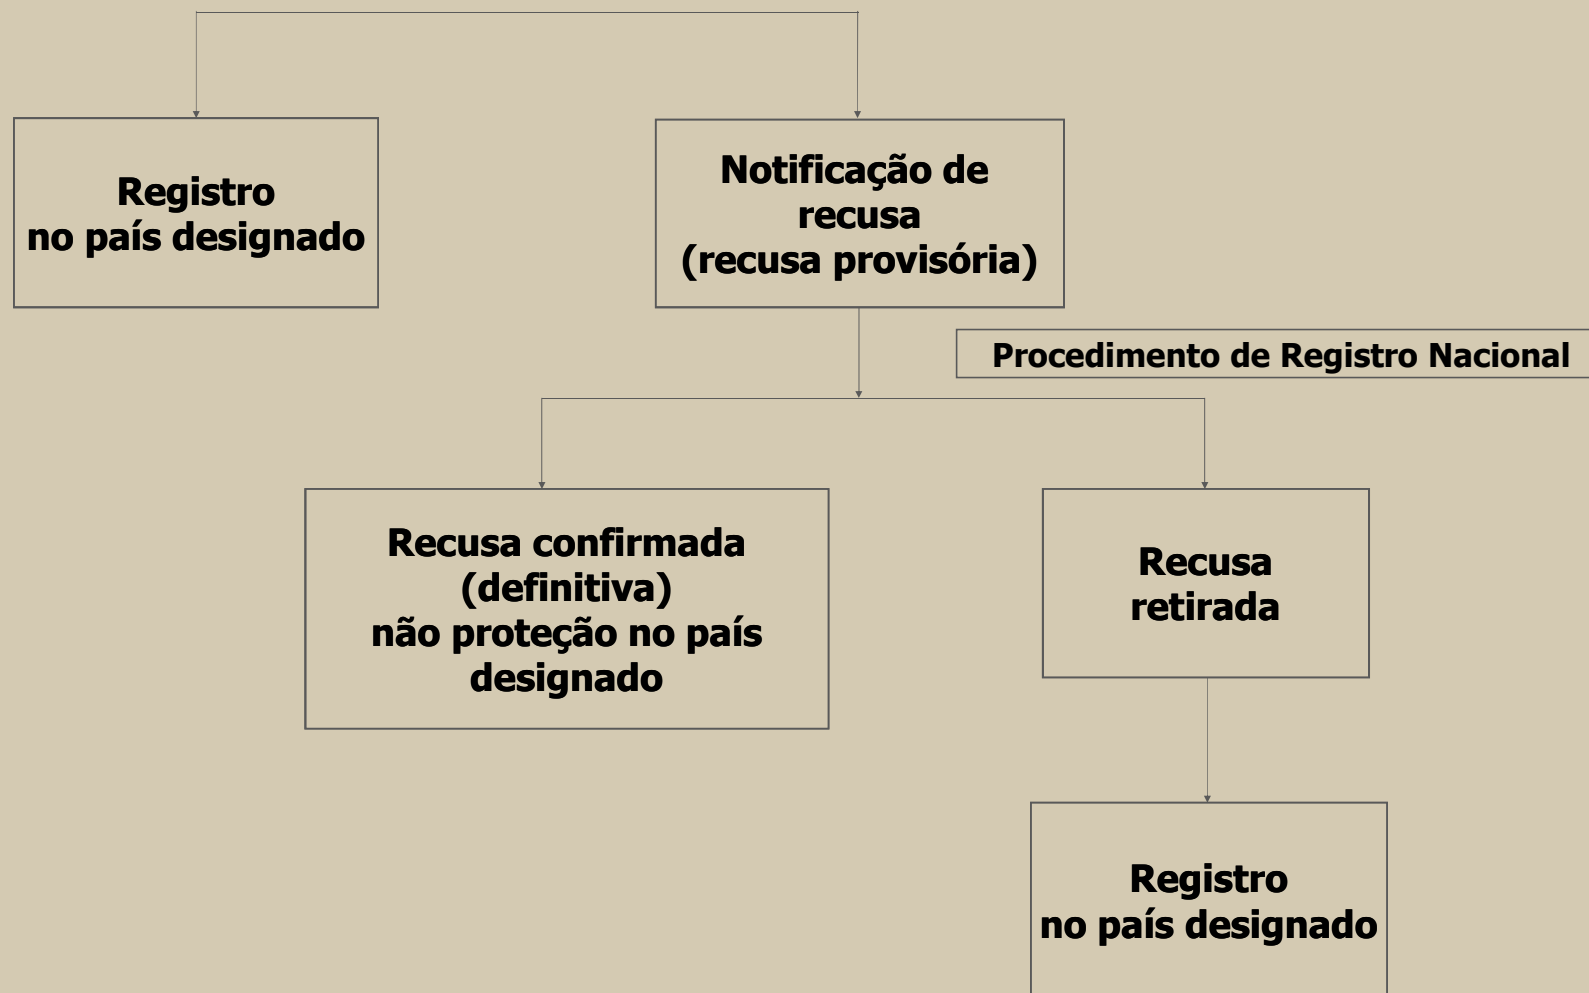 Registro
no país designado
Notificação de
recusa
(recusa provisória)
Procedimento de Registro Nacional
Recusa confirmada
(definitiva)
não proteção no país
designado
Recusa
retirada
Registro
no país designado